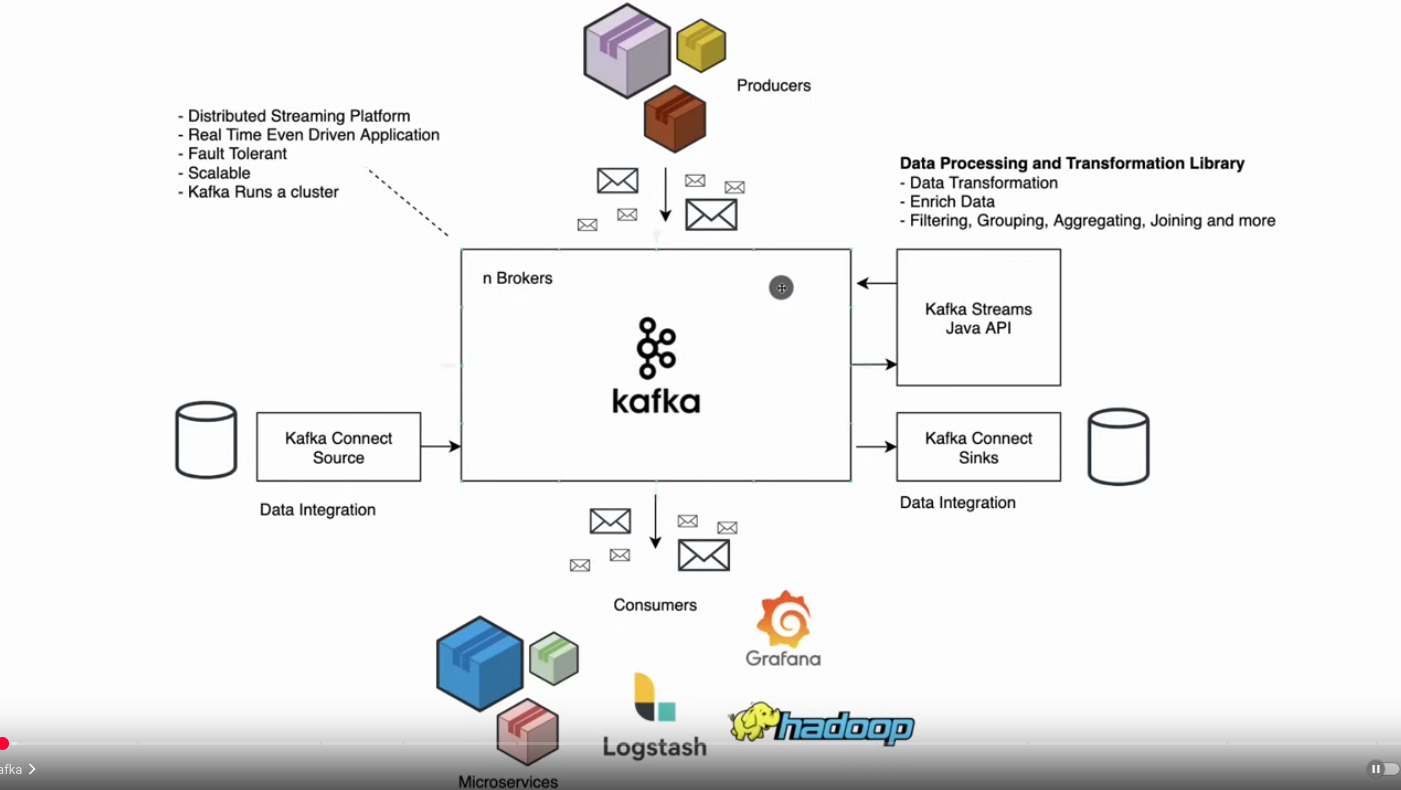 Producers
- Distributed Streaming Platform
- Real Time Even Driven Application
- Fault Tolerant
- Scalable
- Kafka Runs a cluster
Data Processing and Transformation Library
- Data Transformation
- Enrich Data
- Filtering, Grouping, Aggregating, Joining and more
n Brokers
kafka
Kafka Streams
Java API
Kafka Connect
Source
Data Integration
Kafka Connect
Sinks
Data Integration
Consumers
Grafana
Logstash
hadoop
Microservices
afka